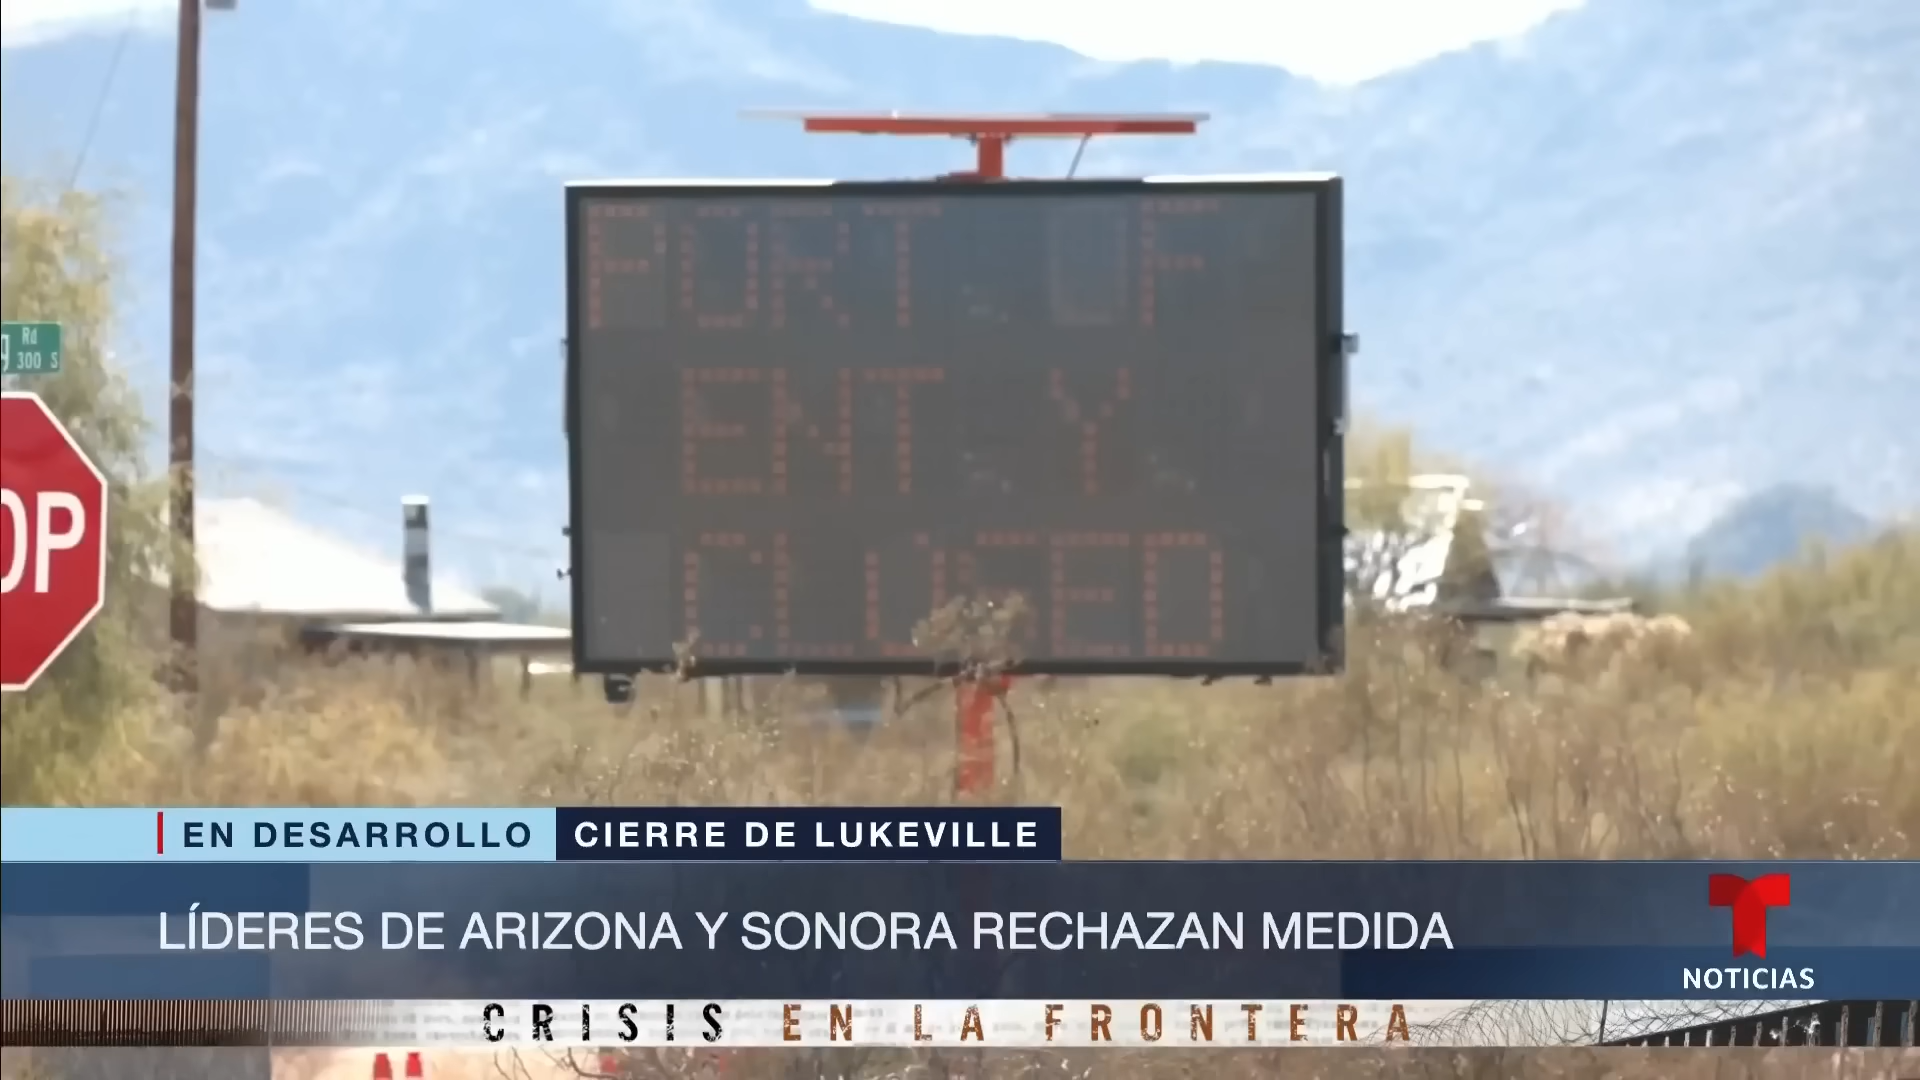 PORT OF
ENT Y
CLOSED
Rd
300 S
OP
EN DESARROLLO
CIERRE DE LUKEVILLE
LÍDERES DE ARIZONA Y SONORA RECHAZAN MEDIDA
NOTICIAS
CRISIS EN LA FRONTERA